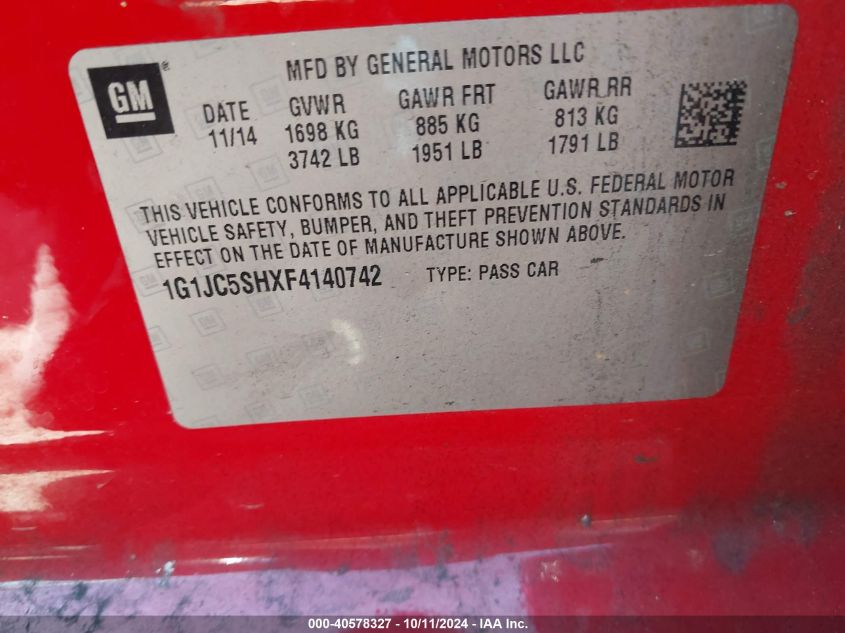 GM®
MFD BY GENERAL MOTORS LLC
DATE GVWR GAWR FRT GAWR RR
11/14 1698 KG 885 KG 813 KG
3742 LB 1951 LB 1791 LB
THIS VEHICLE CONFORMS TO ALL APPLICABLE U.S. FEDERAL MOTOR
VEHICLE SAFETY, BUMPER, AND THEFT PREVENTION STANDARDS IN
EFFECT ON THE DATE OF MANUFACTURE SHOWN ABOVE.
1G1JC5SHXF4140742 TYPE: PASS CAR
000-40578327 - 10/11/2024 - IAA Inc.